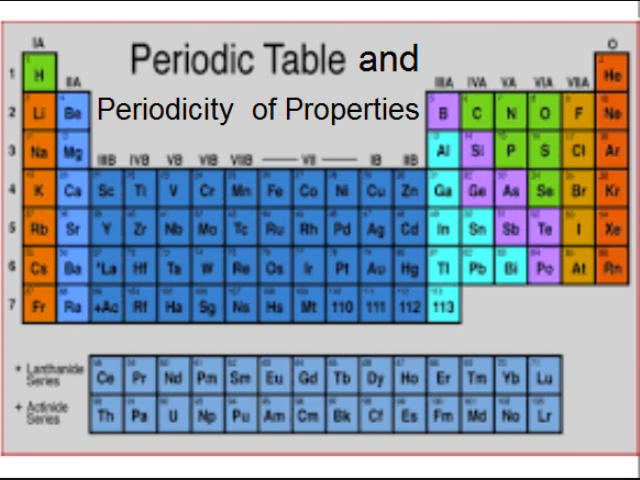 IA Periodic Table and O
1 H IIA IIIA IVA VA VIA VIIA He
2 Li Be Periodicity of Properties B C N O F Ne
3 Na Mg IIIB IVB VB VIB VIIB VII IB IIB Al Si P S Cl Ar
4 K Ca Sc Ti V Cr Mn Fe Co Ni Cu Zn Ga Ge As Se Br Kr
5 Rb Sr Y Zr Nb Mo Tc Ru Rh Pd Ag Cd In Sn Sb Te I Xe
6 Cs Ba *La Hf Ta W Re Os Ir Pt Au Hg Tl Pb Bi Po At Rn
7 Fr Ra +Ac Rf Ha Sg Ns Hs Mt 110 111 112 113
* Lanthanide Series Ce Pr Nd Pm Sm Eu Gd Tb Dy Ho Er Tm Yb Lu
+ Actinide Series Th Pa U Np Pu Am Cm Bk Cf Es Fm Md No Lr